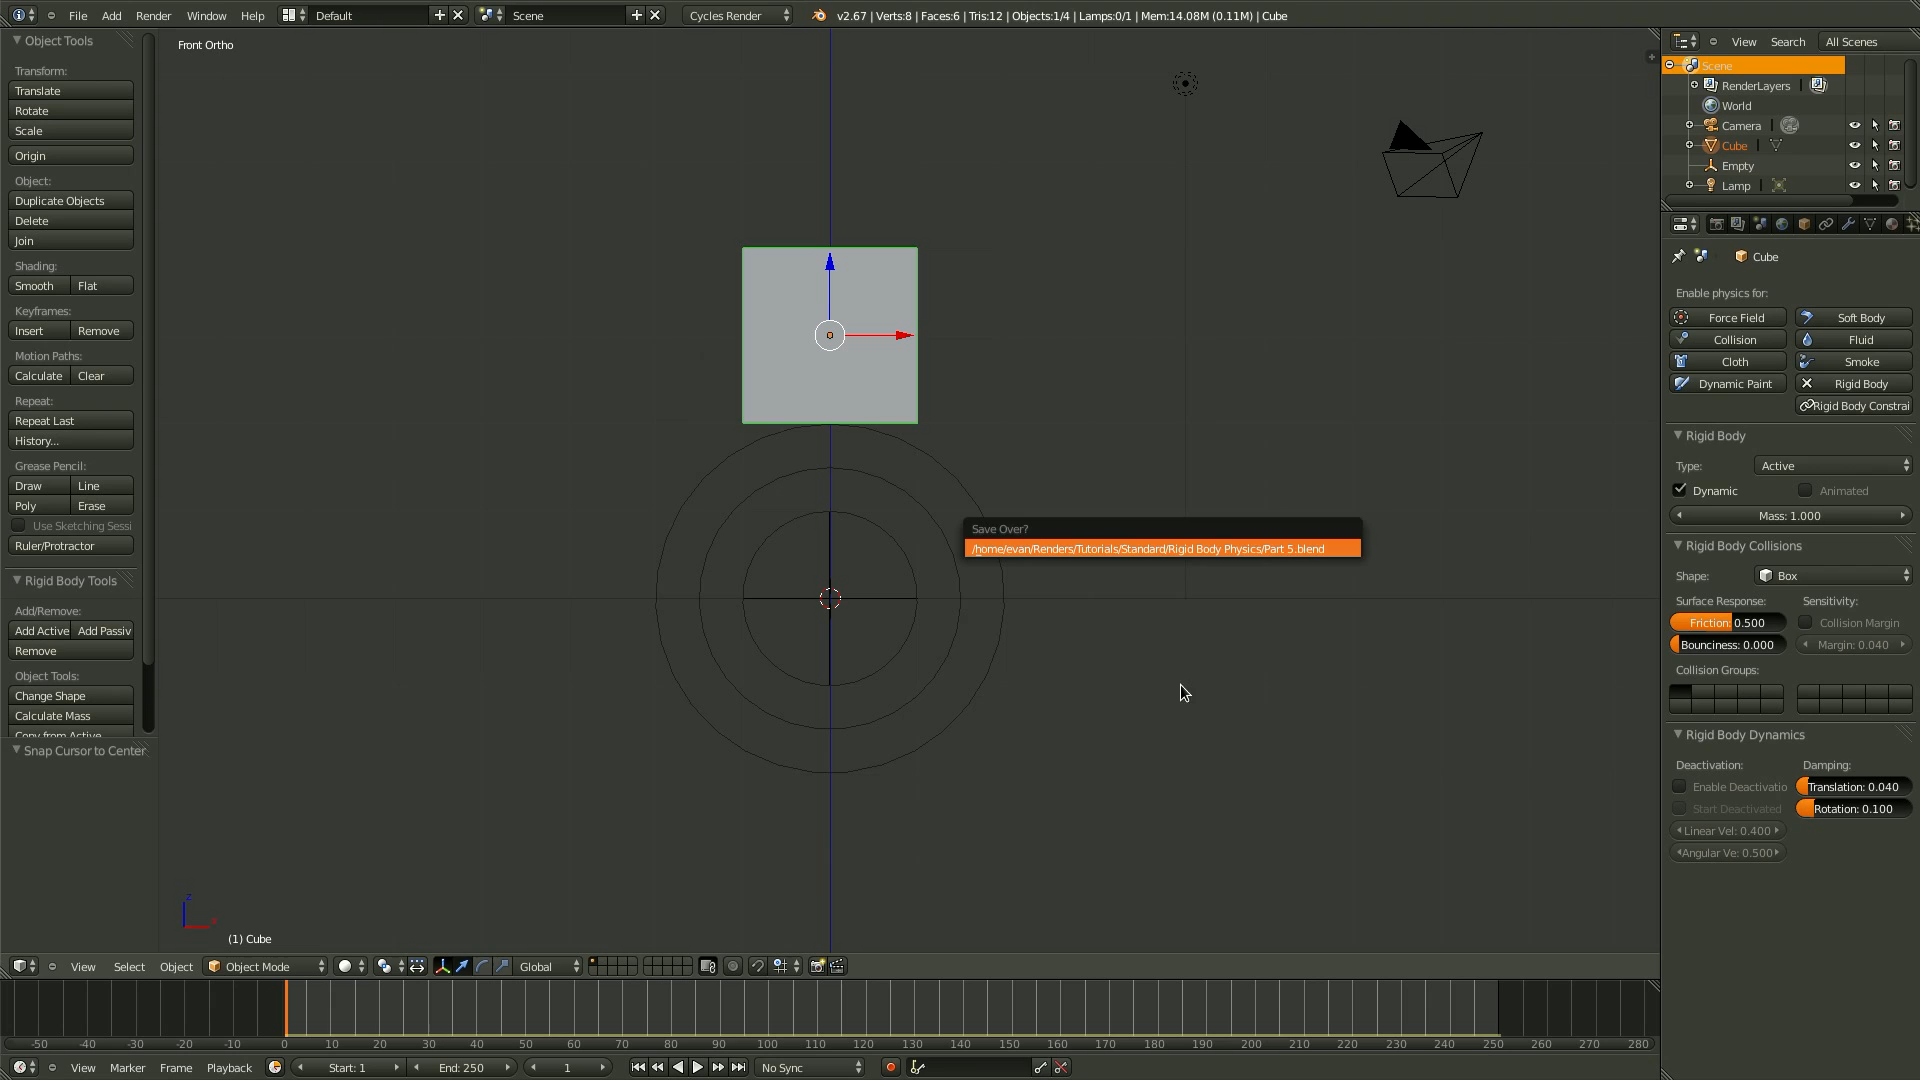 File Add Render Window Help Default Scene Cycles Render v2.67 | Verts:8 | Faces:6 | Tris:12 | Objects:1/4 | Lamps:0/1 | Mem:14.08M (0.11M) | Cube
Object Tools
Transform:
Translate
Rotate
Scale
Origin
Object:
Duplicate Objects
Delete
Join
Shading:
Smooth Flat
Keyframes:
Insert Remove
Motion Paths:
Calculate Clear
Repeat:
Repeat Last
History...
Grease Pencil:
Draw Line
Poly Erase
Use Sketching Sessi
Ruler/Protractor
Rigid Body Tools
Add/Remove:
Add Active Add Passiv
Remove
Object Tools:
Change Shape
Calculate Mass
Copy from Active
Snap Cursor to Center
Front Ortho
Save Over?
/home/evan/Renders/Tutorials/Standard/Rigid Body Physics/Part 5.blend
z
x
(1) Cube
View Search All Scenes
Scene
RenderLayers |
World
Camera |
Cube |
Empty
Lamp |
Cube
Enable physics for:
Force Field Soft Body
Collision Fluid
Cloth Smoke
Dynamic Paint Rigid Body
Rigid Body Constrai
Rigid Body
Type: Active
Dynamic Animated
Mass: 1.000
Rigid Body Collisions
Shape: Box
Surface Response: Sensitivity:
Friction: 0.500 Collision Margin
Bounciness: 0.000 Margin: 0.040
Collision Groups:
Rigid Body Dynamics
Deactivation: Damping:
Enable Deactivatio Translation: 0.040
Start Deactivated Rotation: 0.100
Linear Vel: 0.400
Angular Ve: 0.500
View Select Object Object Mode Global
-50 -40 -30 -20 -10 0 10 20 30 40 50 60 70 80 90 100 110 120 130 140 150 160 170 180 190 200 210 220 230 240 250 260 270 280
View Marker Frame Playback Start: 1 End: 250 1 No Sync